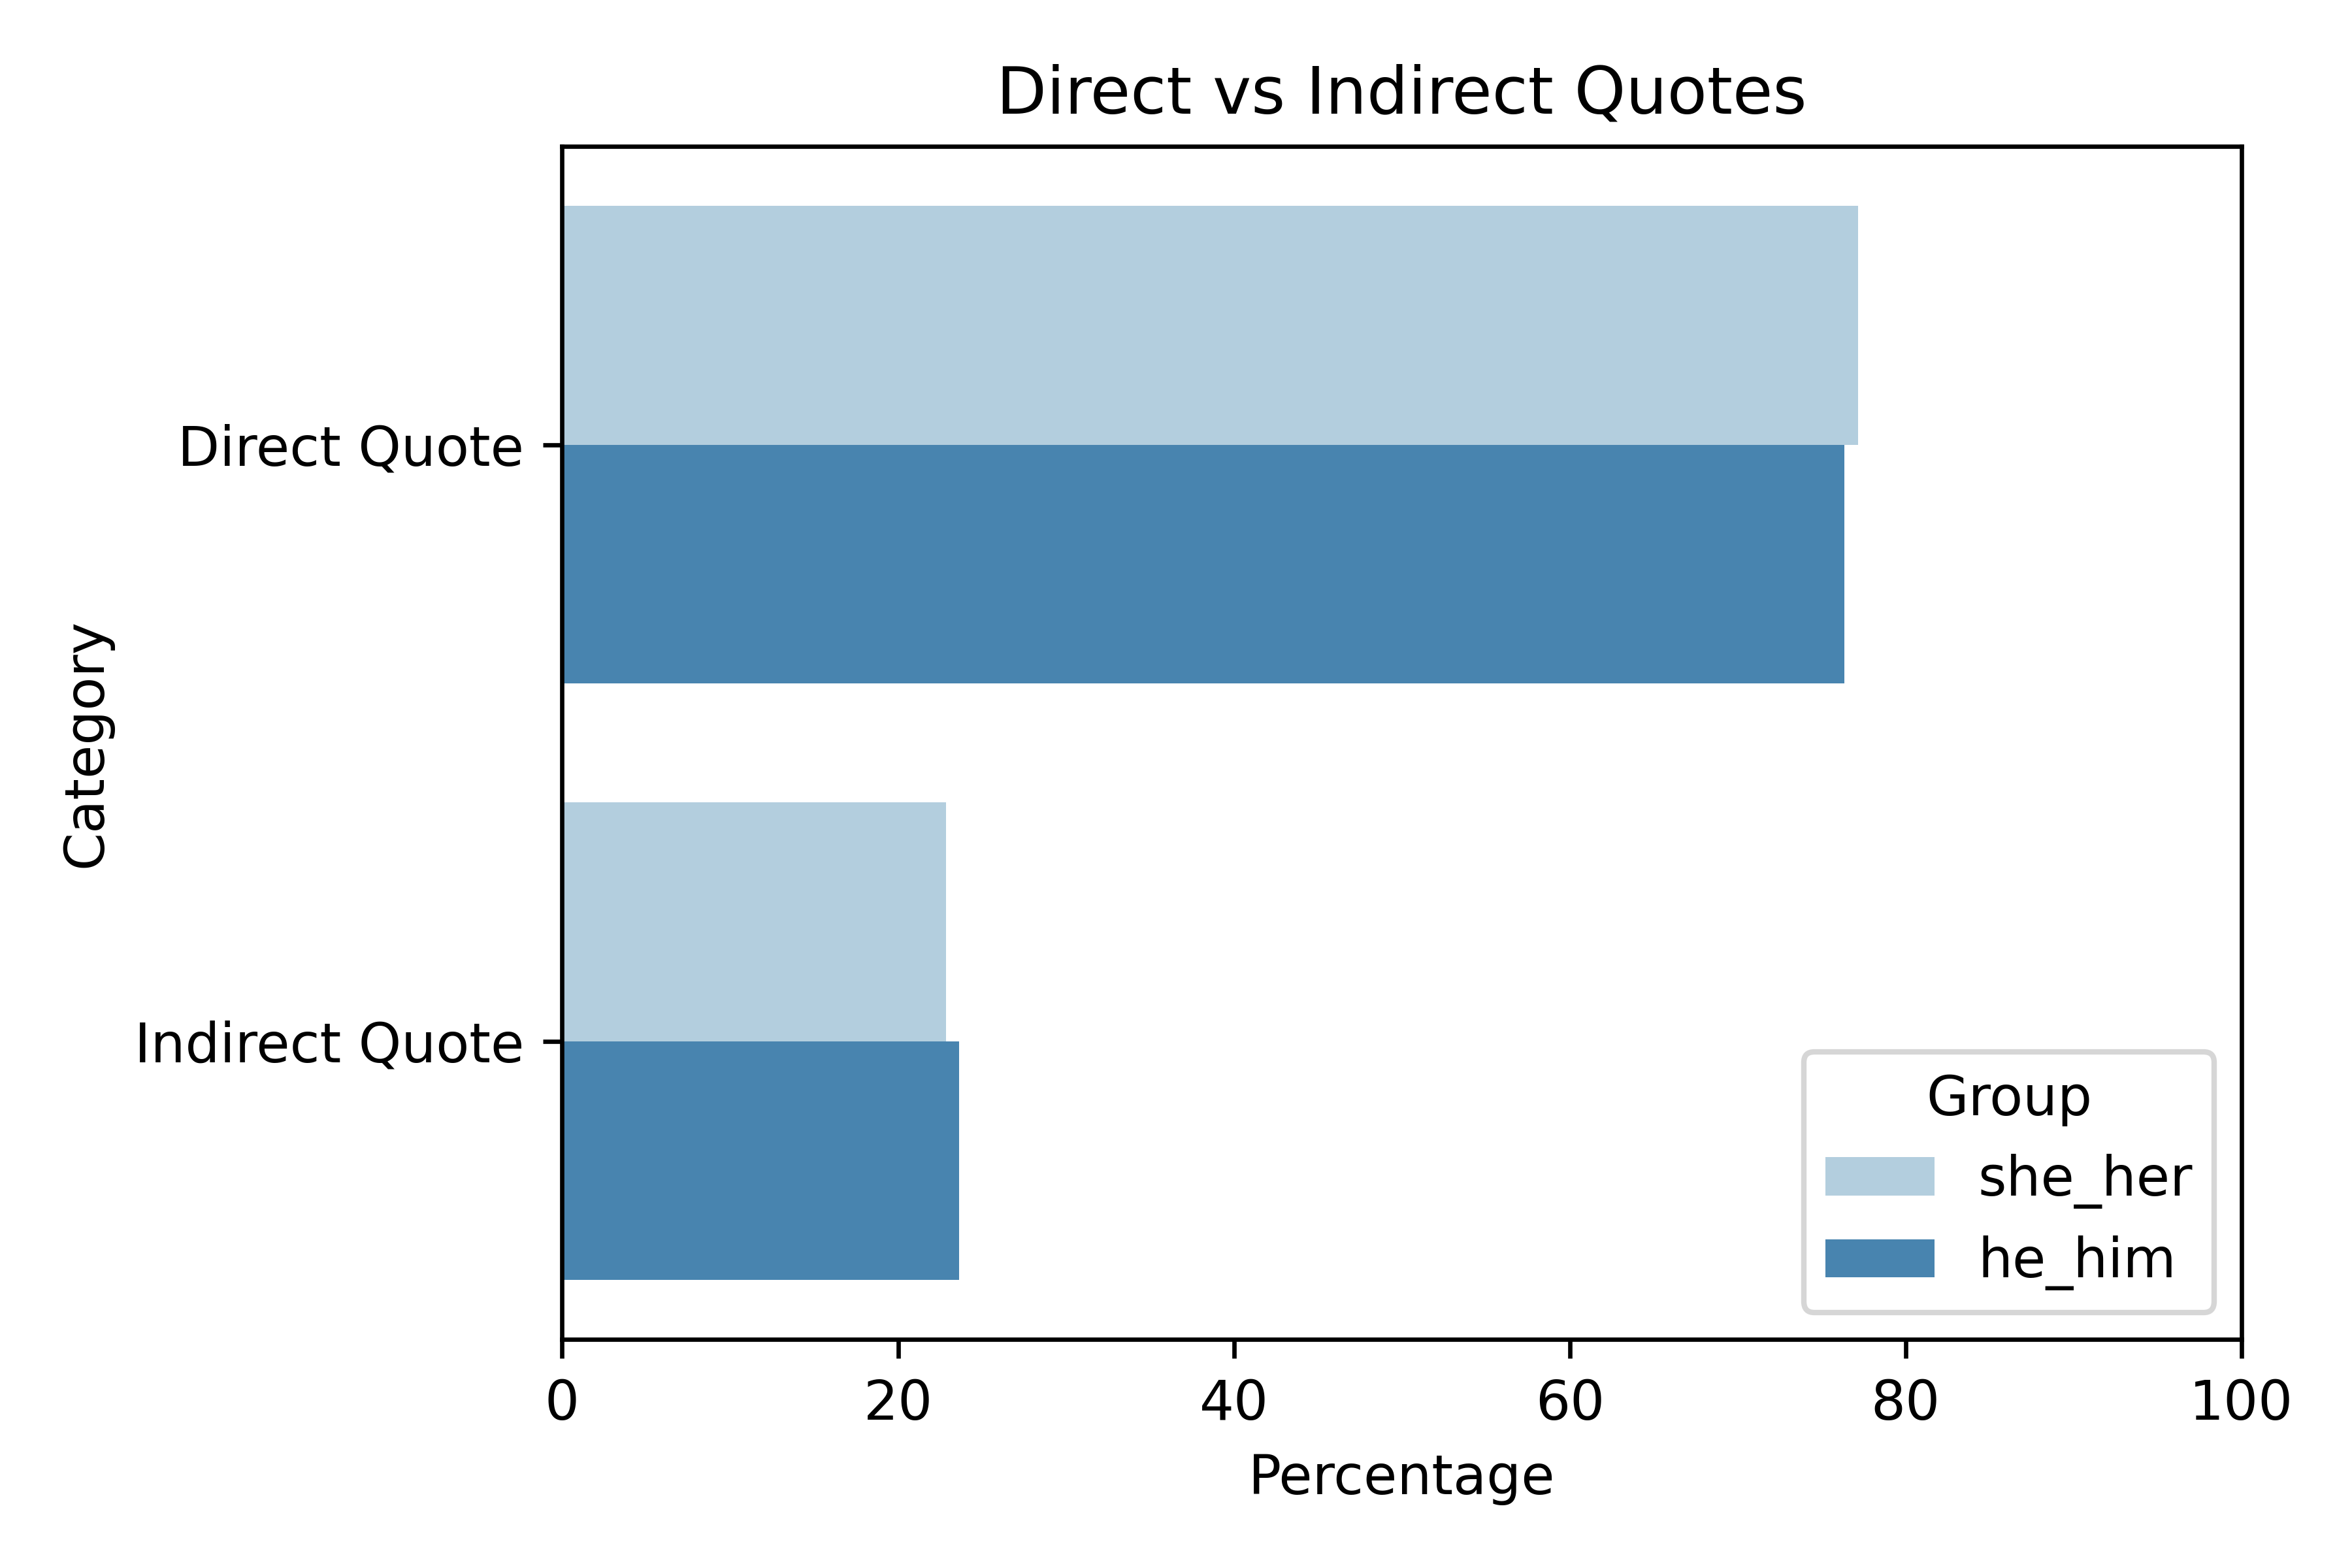 Direct vs Indirect Quotes
Category
Direct Quote
Indirect Quote
Group
she_her
he_him
0 20 40 60 80 100
Percentage